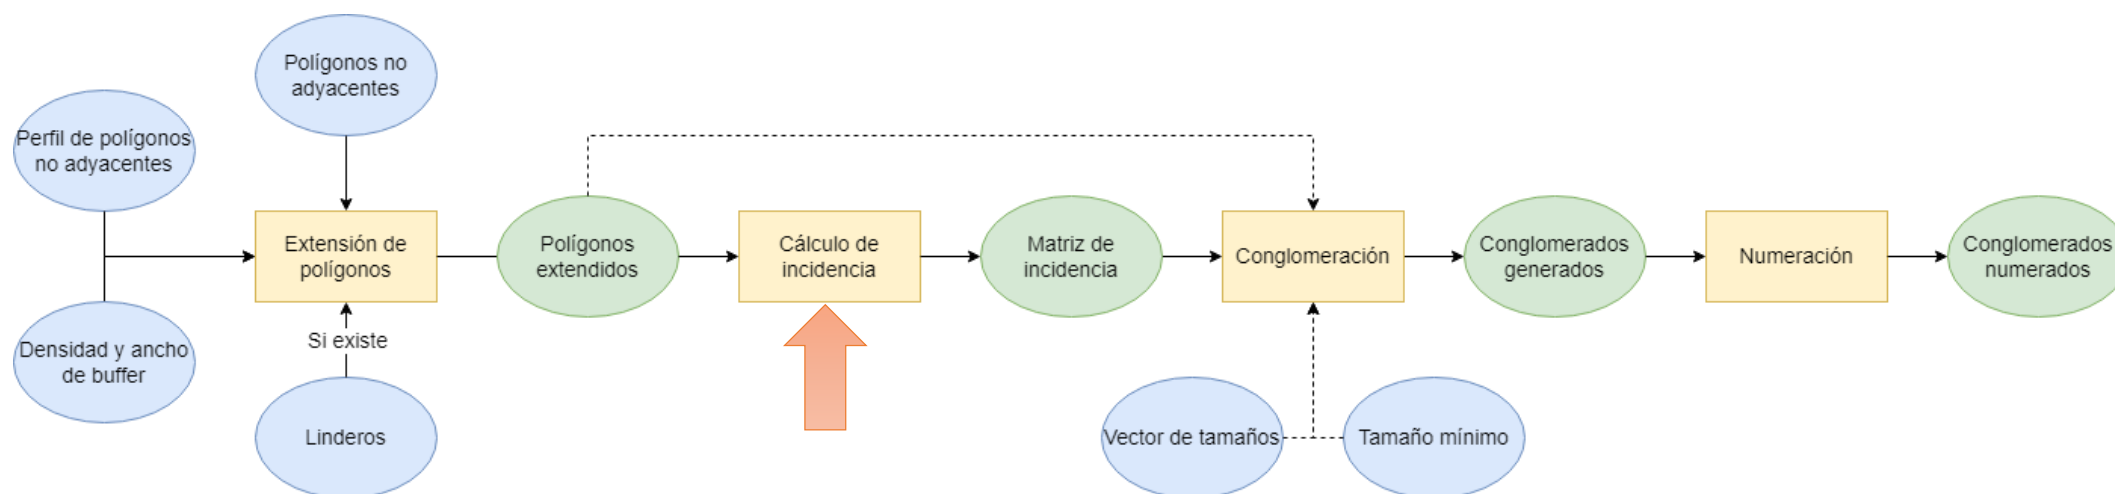 Polígonos no
adyacentes
Perfil de polígonos
no adyacentes
Extensión de
polígonos
Polígonos
extendidos
Cálculo de
incidencia
Matriz de
incidencia
Conglomeración
Conglomerados
generados
Numeración
Conglomerados
numerados
Si existe
Densidad y ancho
de buffer
Linderos
Vector de tamaños
Tamaño mínimo